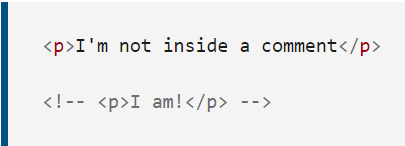 <p>I'm not inside a comment</p>
<!-- <p>I am!</p> -->